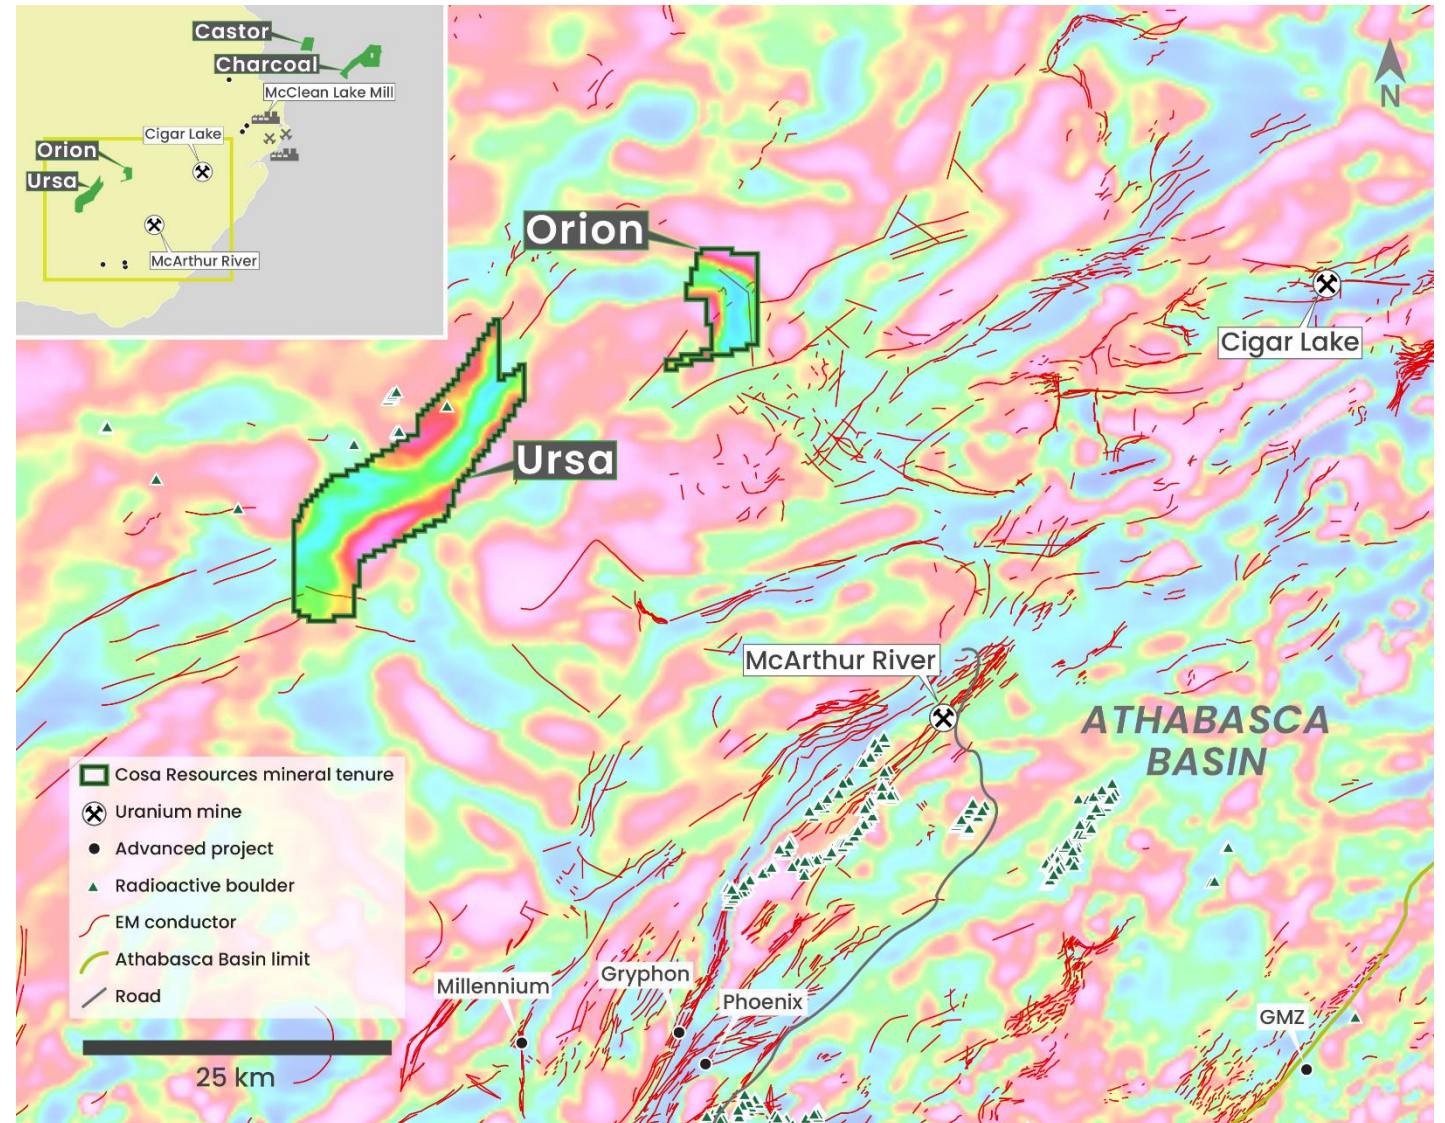 Castor
Charcoal
McClean Lake Mill
Cigar Lake
Orion
Ursa
McArthur River
N
Orion
Cigar Lake
Ursa
McArthur River
ATHABASCA
BASIN
Cosa Resources mineral tenure
Uranium mine
Advanced project
Radioactive boulder
EM conductor
Athabasca Basin limit
Road
25 km
Millennium
Gryphon
Phoenix
GMZ